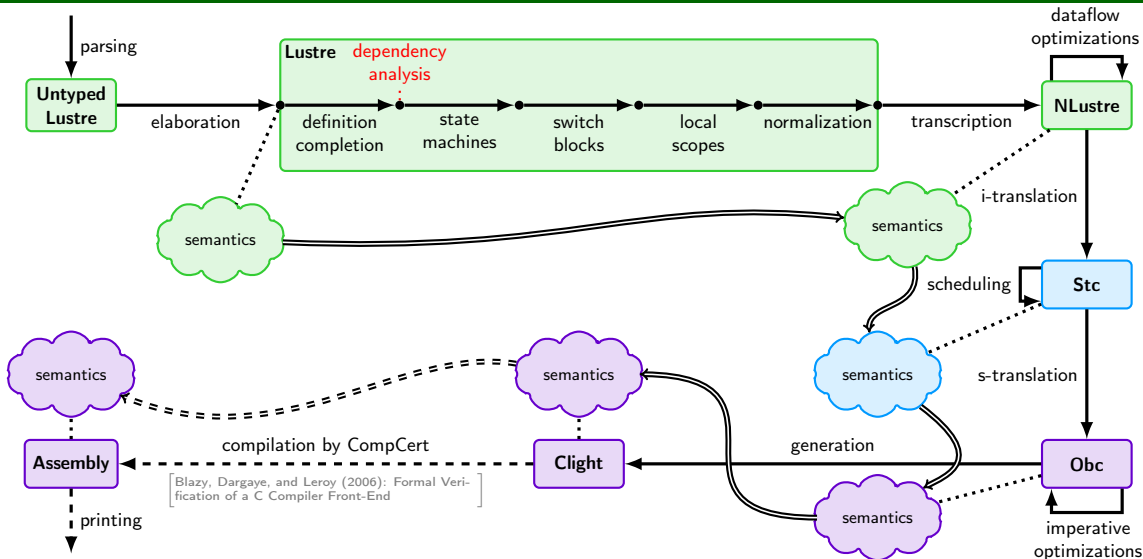 parsing
dataflow
optimizations
Untyped
Lustre
elaboration
Lustre
dependency
analysis
definition
completion
state
machines
switch
blocks
local
scopes
normalization
transcription
NLustre
semantics
semantics
i-translation
scheduling
Stc
semantics
semantics
semantics
s-translation
Assembly
compilation by CompCert
Blazy, Dargaye, and Leroy (2006): Formal Veri-
fication of a C Compiler Front-End
Clight
generation
Obc
semantics
printing
imperative
optimizations